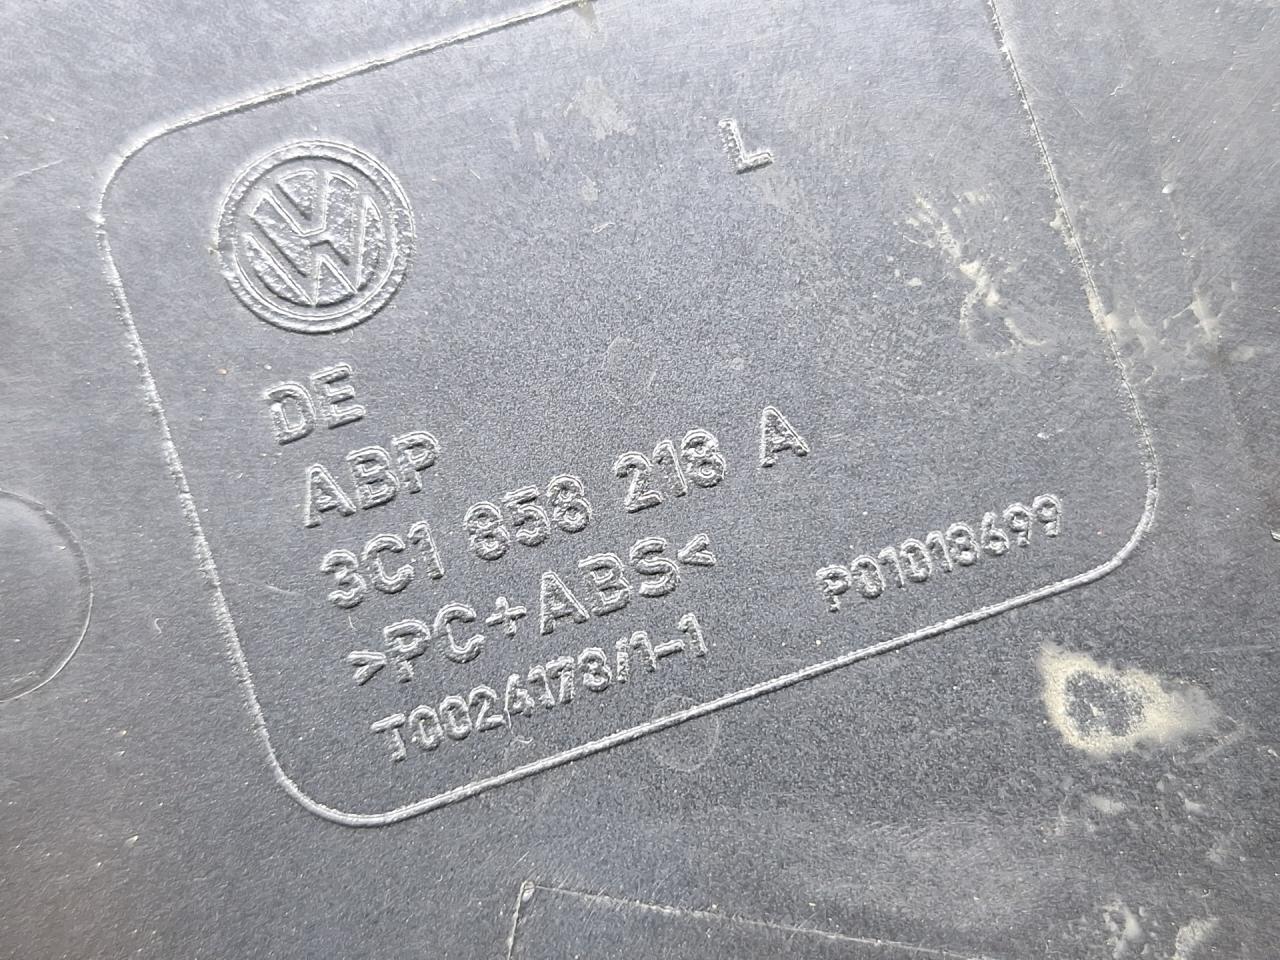 L
DE
ABP
3C1 858 218 A
>PC+ABS<
T0024173/1-1
P01018699